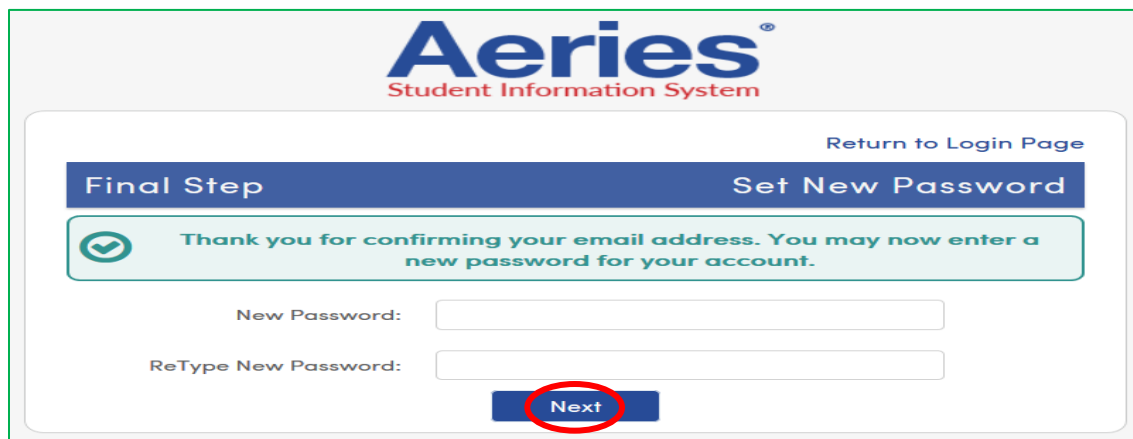 Aeries®
Student Information System
Return to Login Page
Final Step Set New Password
Thank you for confirming your email address. You may now enter a
new password for your account.
New Password:
ReType New Password:
Next